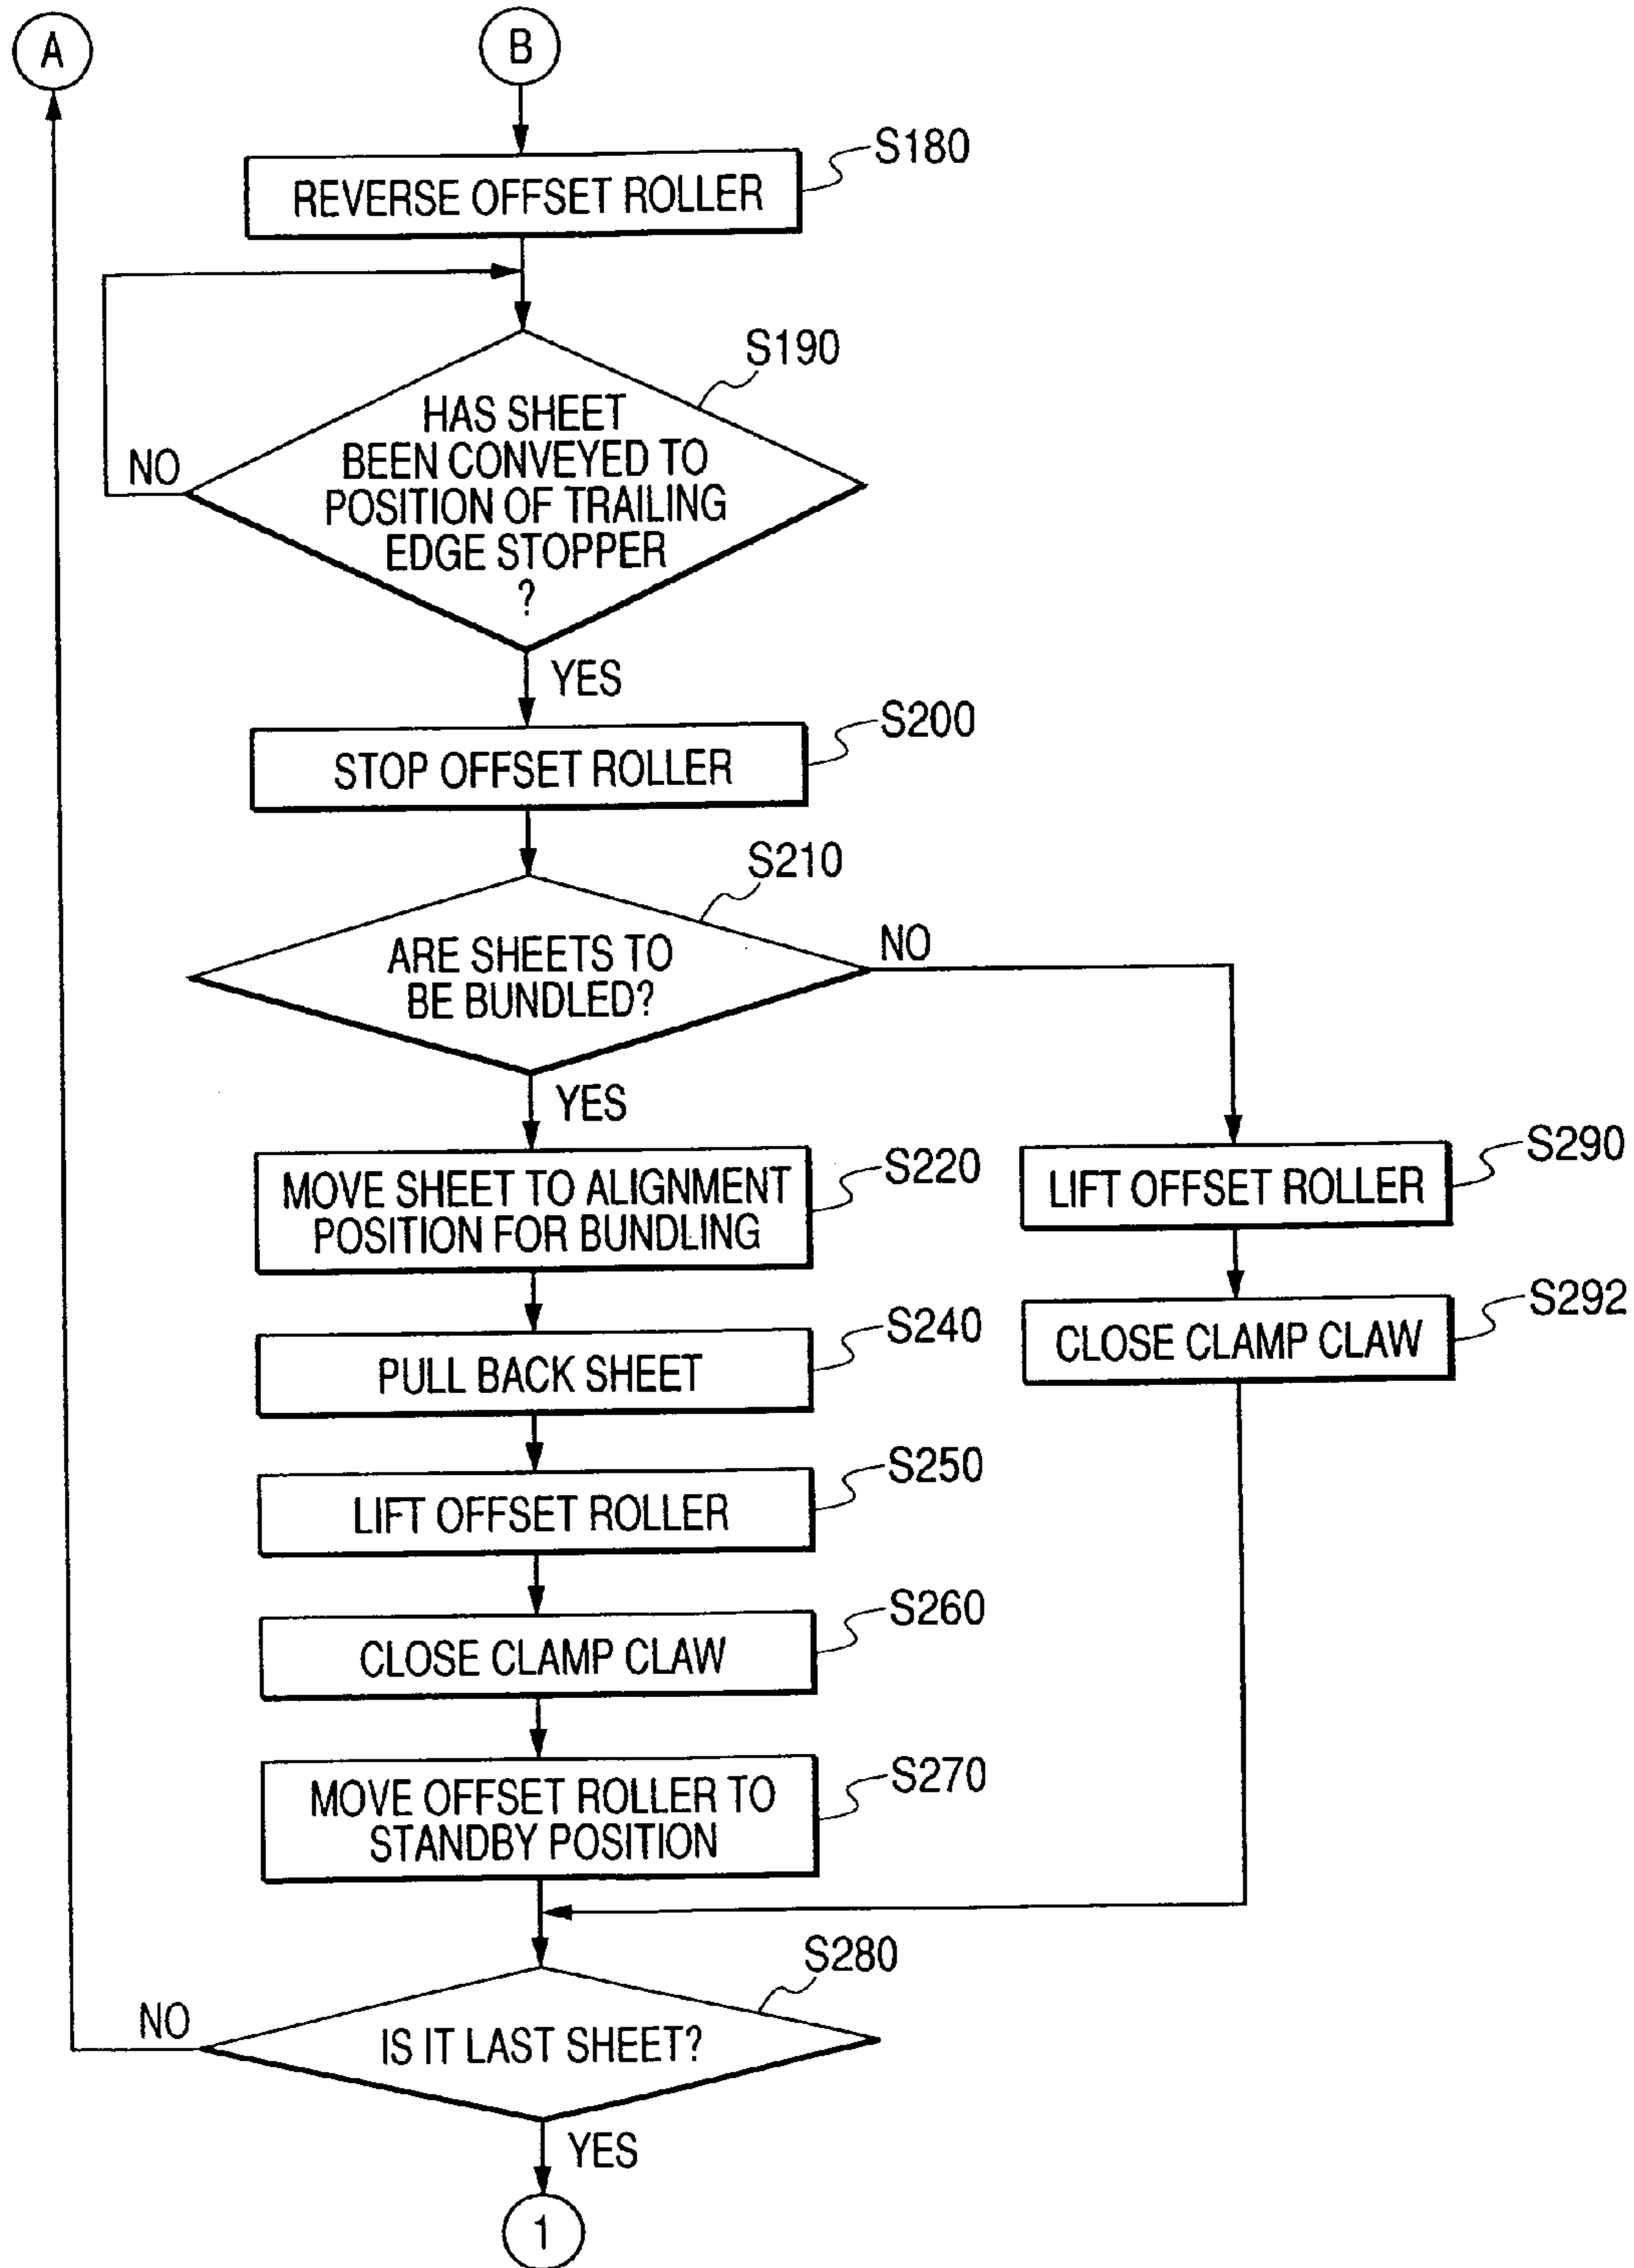 A
B
S180
REVERSE OFFSET ROLLER
S190
HAS SHEET
BEEN CONVEYED TO
POSITION OF TRAILING
EDGE STOPPER
?
NO
YES
S200
STOP OFFSET ROLLER
S210
ARE SHEETS TO
BE BUNDLED?
NO
YES
S220
MOVE SHEET TO ALIGNMENT
POSITION FOR BUNDLING
S290
LIFT OFFSET ROLLER
S240
PULL BACK SHEET
S292
CLOSE CLAMP CLAW
S250
LIFT OFFSET ROLLER
S260
CLOSE CLAMP CLAW
S270
MOVE OFFSET ROLLER TO
STANDBY POSITION
S280
IS IT LAST SHEET?
NO
YES
1